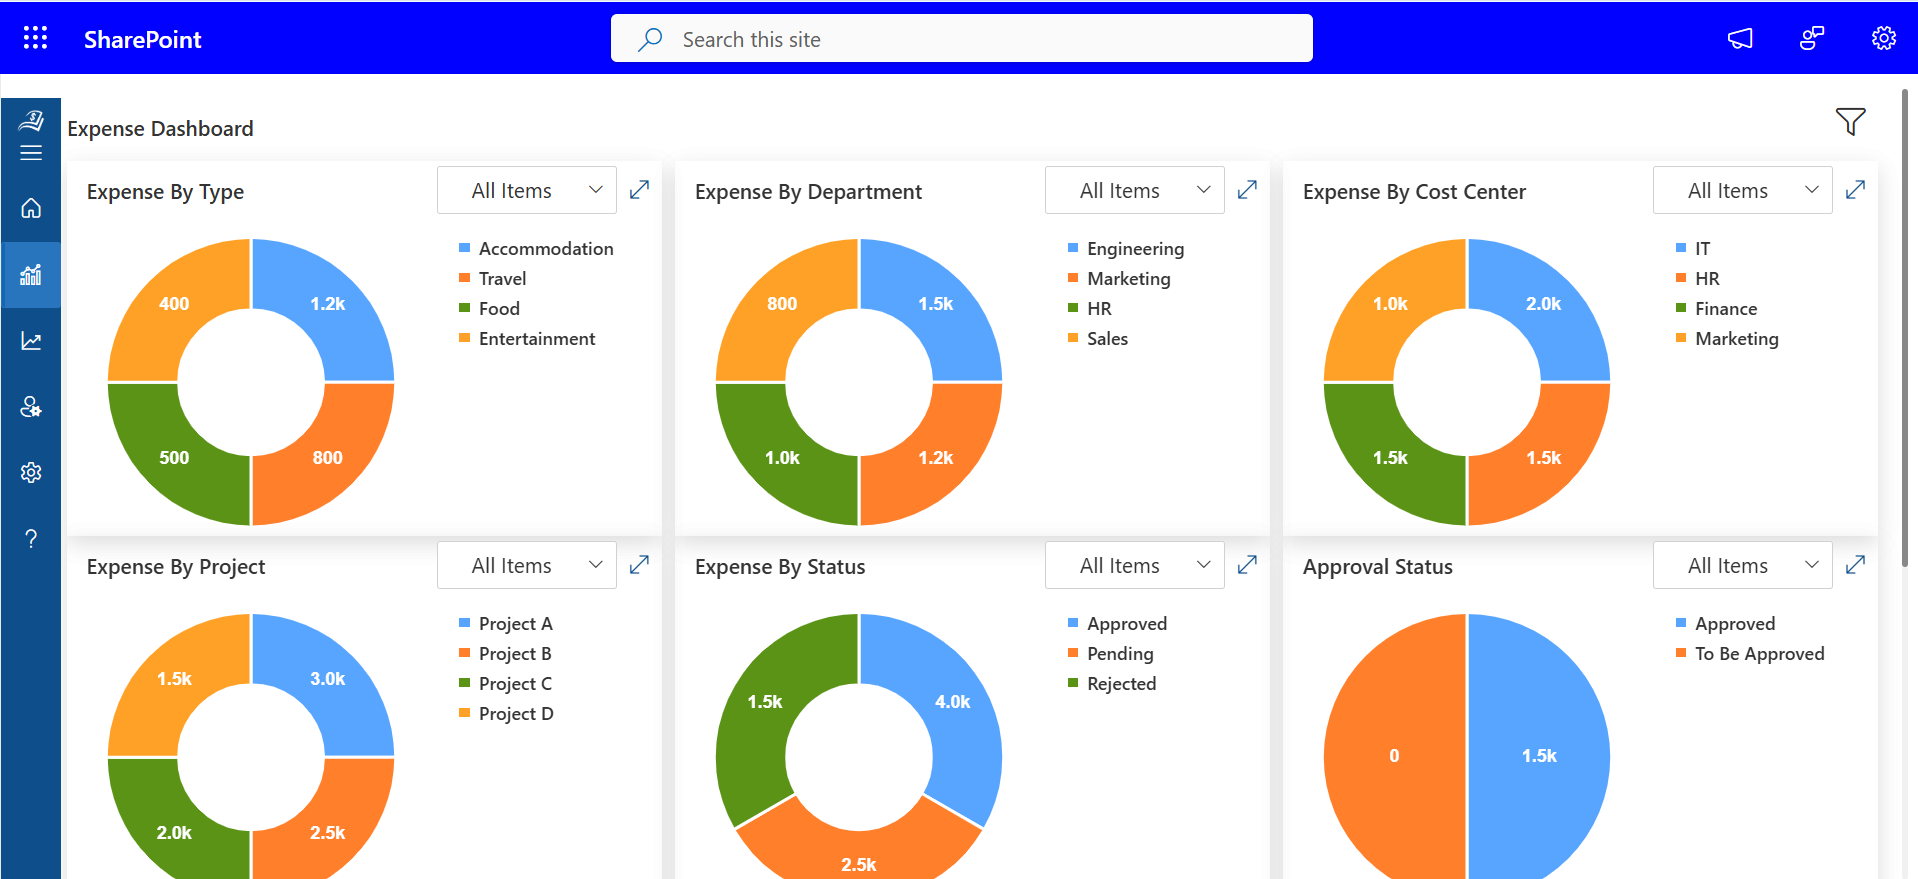 SharePoint
Search this site
Expense Dashboard
Expense By Type
All Items
Accommodation
Travel
Food
Entertainment
400
1.2k
500
800
Expense By Department
All Items
Engineering
Marketing
HR
Sales
800
1.5k
1.0k
1.2k
Expense By Cost Center
All Items
IT
HR
Finance
Marketing
1.0k
2.0k
1.5k
1.5k
Expense By Project
All Items
Project A
Project B
Project C
Project D
1.5k
3.0k
2.0k
2.5k
Expense By Status
All Items
Approved
Pending
Rejected
1.5k
4.0k
2.5k
Approval Status
All Items
Approved
To Be Approved
0
1.5k